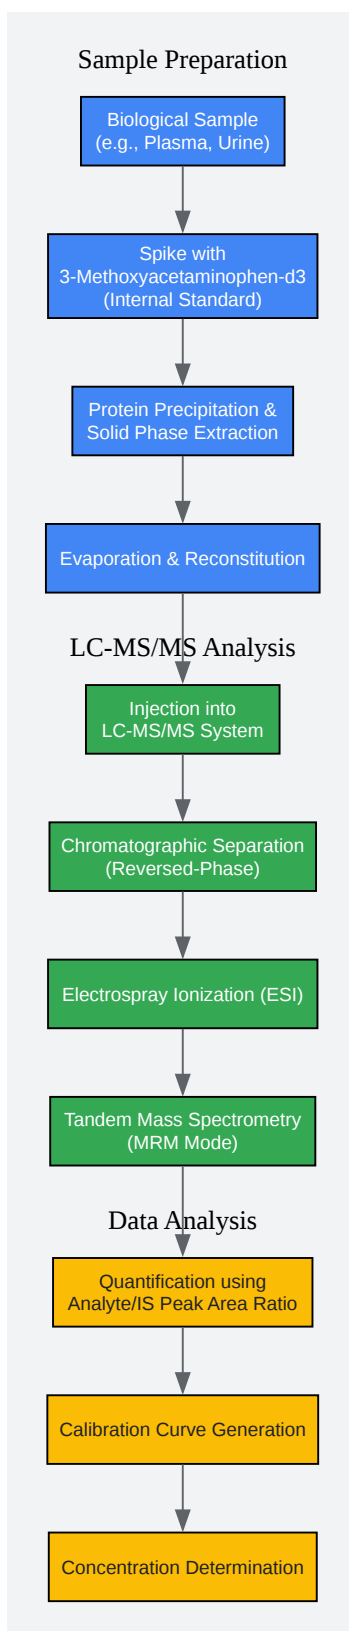 Sample Preparation
Biological Sample
(e.g., Plasma, Urine)
Spike with
3-Methoxyacetaminophen-d3
(Internal Standard)
Protein Precipitation &
Solid Phase Extraction
Evaporation & Reconstitution
LC-MS/MS Analysis
Injection into
LC-MS/MS System
Chromatographic Separation
(Reversed-Phase)
Electrospray Ionization (ESI)
Tandem Mass Spectrometry
(MRM Mode)
Data Analysis
Quantification using
Analyte/IS Peak Area Ratio
Calibration Curve Generation
Concentration Determination